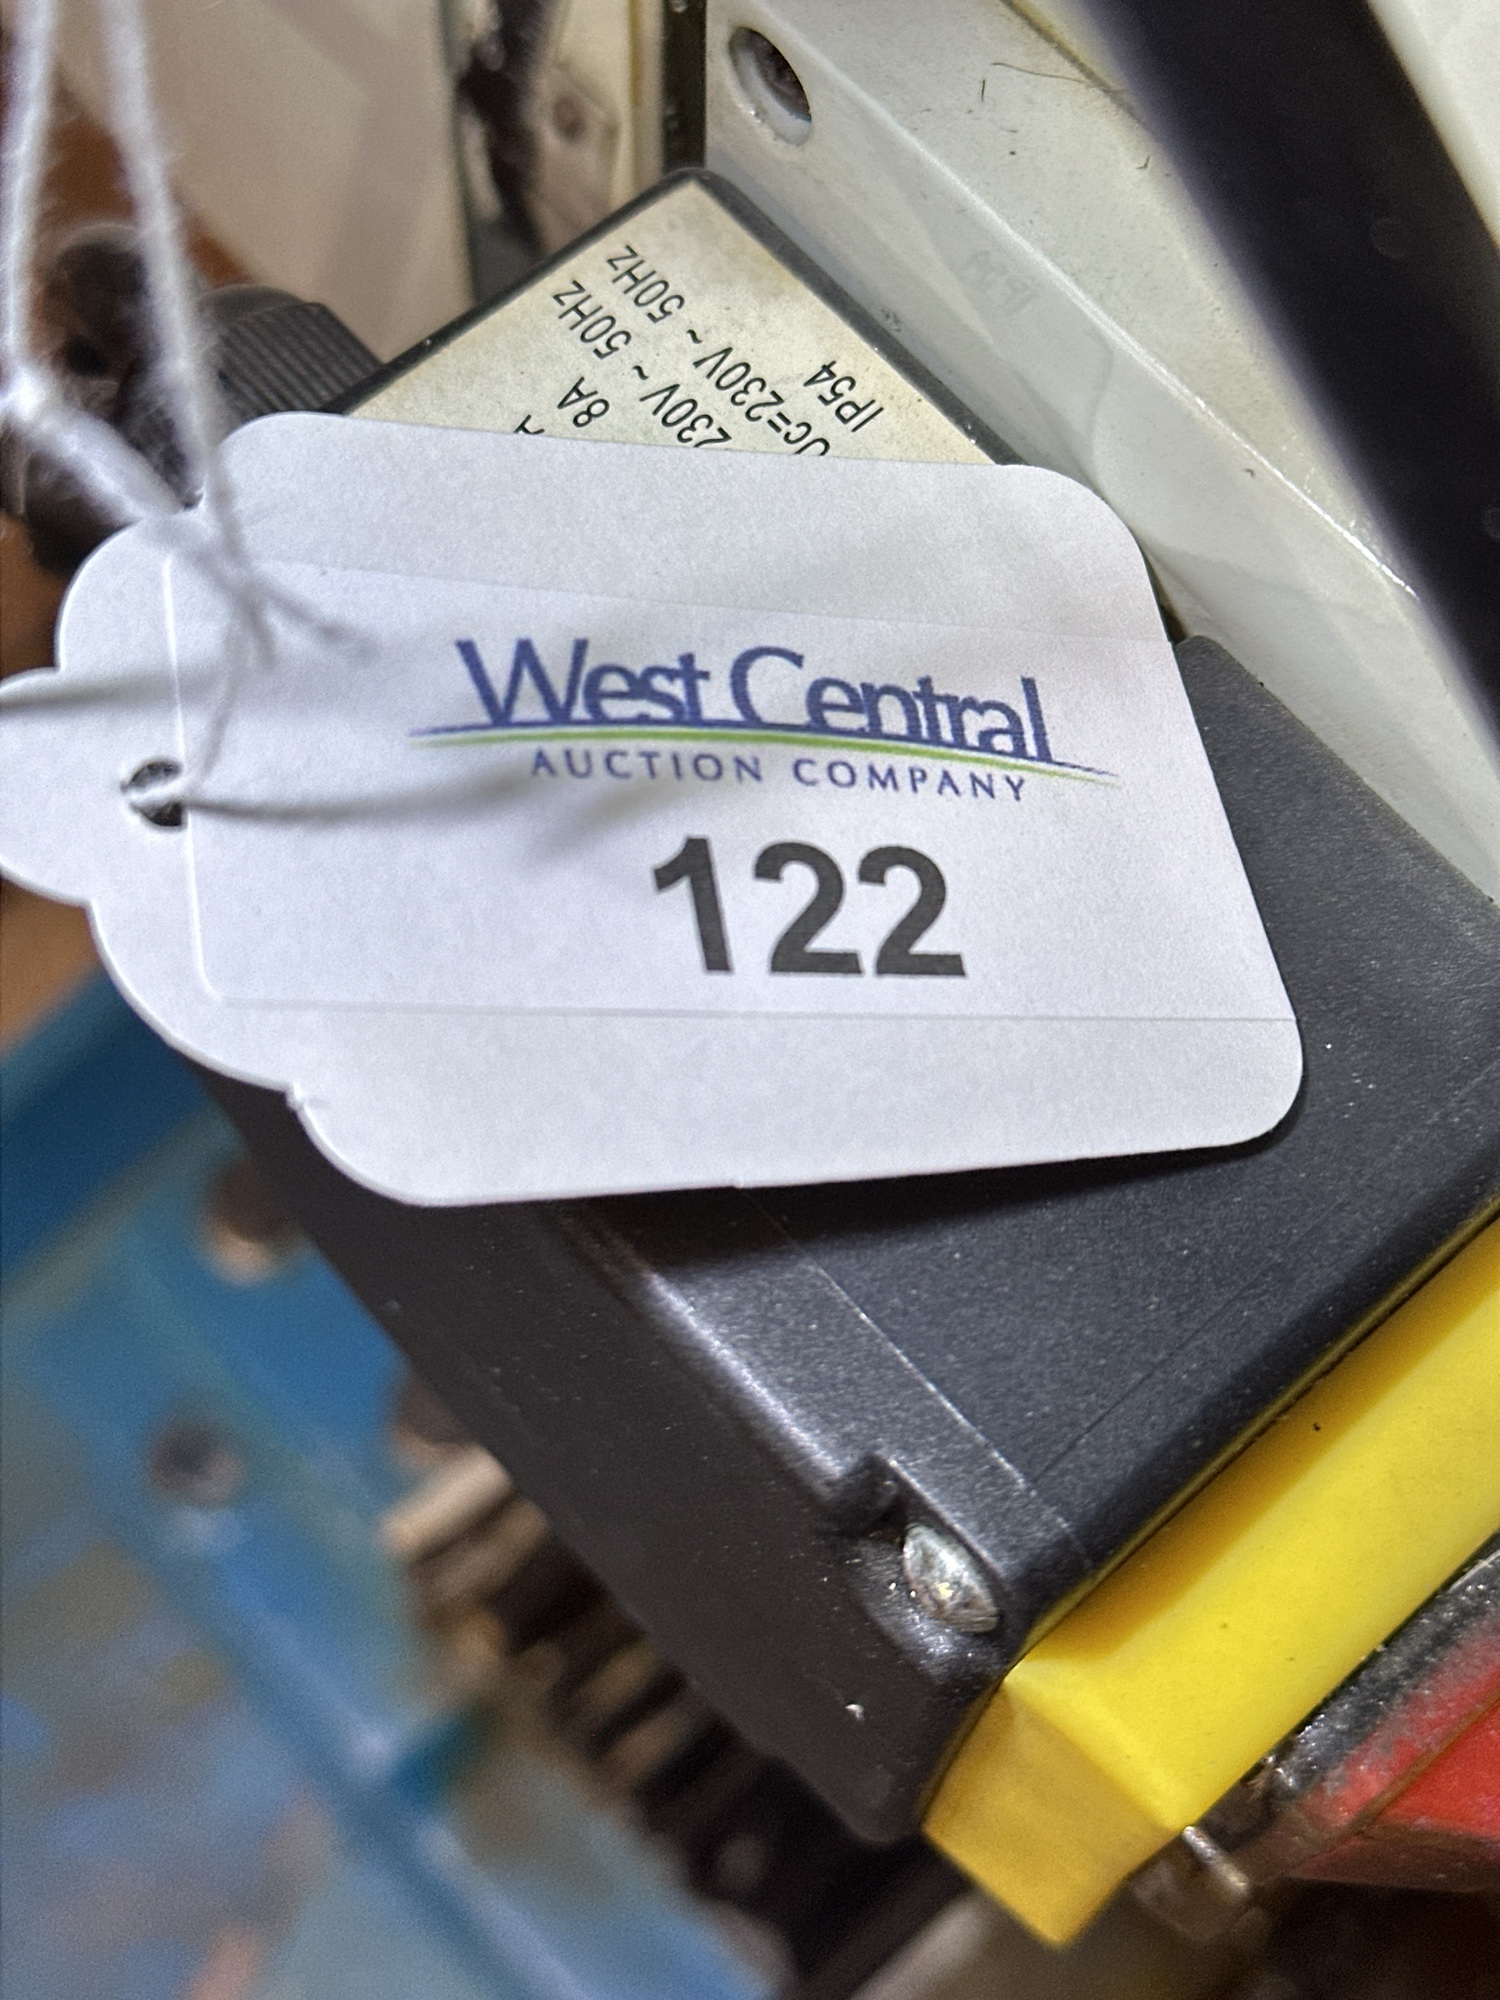 IP54
Uc=230V ~ 50HZ
230V ~ 50HZ
8A
A
West Central
AUCTION COMPANY
122